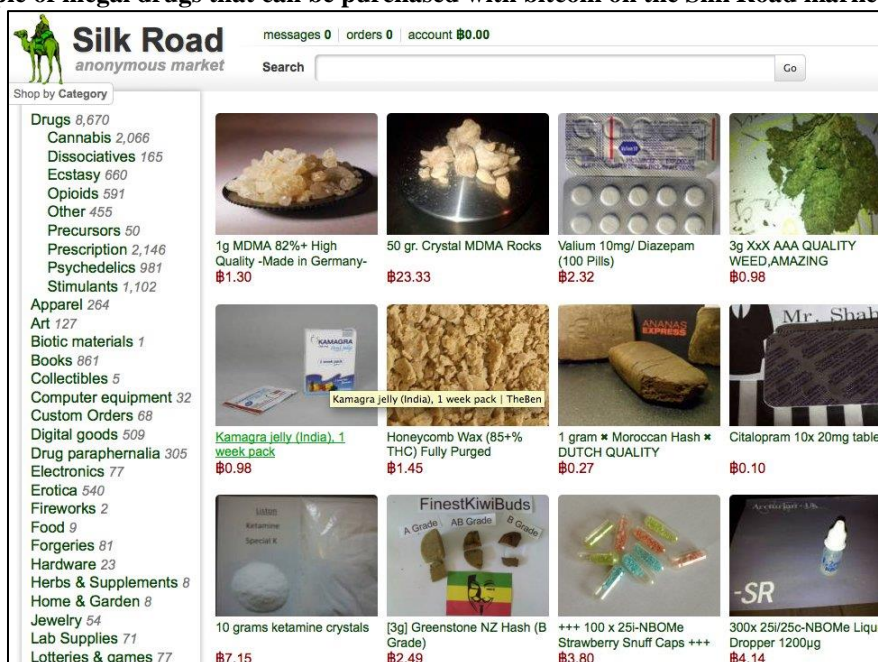 ole of illegal drugs that can be purchased with bitcoin on the Silk Road marke
Silk Road
anonymous market
messages 0 orders 0 account ฿0.00
Search
Go
Shop by Category
Drugs 8,670
Cannabis 2,066
Dissociatives 165
Ecstasy 660
Opioids 591
Other 455
Precursors 50
Prescription 2,146
Psychedelics 981
Stimulants 1,102
Apparel 264
Art 127
Biotic materials 1
Books 861
Collectibles 5
Computer equipment 32
Custom Orders 68
Digital goods 509
Drug paraphernalia 305
Electronics 77
Erotica 540
Fireworks 2
Food 9
Forgeries 81
Hardware 23
Herbs & Supplements 8
Home & Garden 8
Jewelry 54
Lab Supplies 71
Lotteries & games 77
1g MDMA 82%+ High
Quality -Made in Germany-
฿1.30
50 gr. Crystal MDMA Rocks
฿23.33
Valium 10mg/ Diazepam
(100 Pills)
฿2.32
3g XxX AAA QUALITY
WEED,AMAZING
฿0.98
KAMAGRA
1 week pack
Kamagra jelly (India), 1 week pack | TheBen
Kamagra jelly (India), 1
week pack
฿0.98
Honeycomb Wax (85+%
THC) Fully Purged
฿1.45
ANANAS
EXPRESS
1 gram ✖ Moroccan Hash ✖
DUTCH QUALITY
฿0.27
Mr. Shah
Citalopram 10x 20mg table
฿0.10
Liston
Ketamine
Special K
10 grams ketamine crystals
฿7.15
FinestKiwiBuds
A Grade
AB Grade
B Grade
[3g] Greenstone NZ Hash (B
Grade)
฿2.49
+++ 100 x 25i-NBOMe
Strawberry Snuff Caps +++
฿3.80
-SR
300x 25i/25c-NBOMe Liqu
Dropper 1200µg
฿4.14